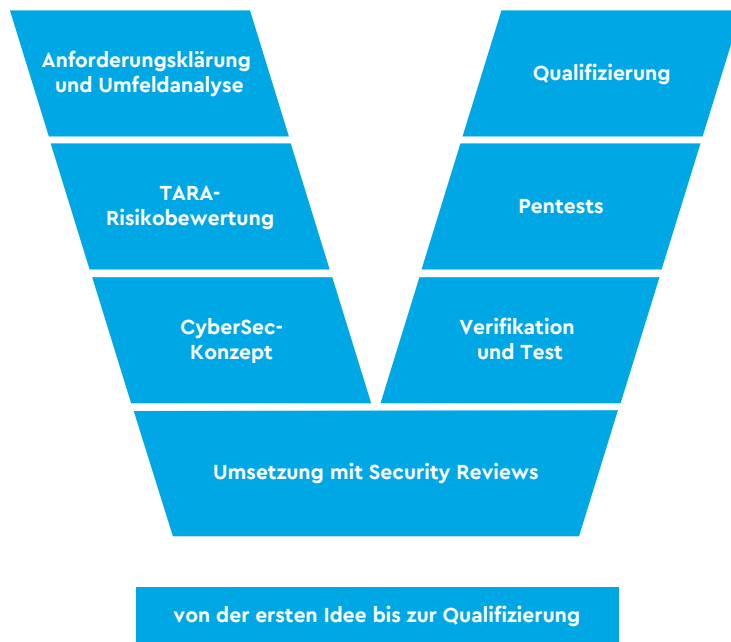 Anforderungsklärung
und Umfeldanalyse
Qualifizierung
TARA-
Risikobewertung
Pentests
CyberSec-
Konzept
Verifikation
und Test
Umsetzung mit Security Reviews
von der ersten Idee bis zur Qualifizierung